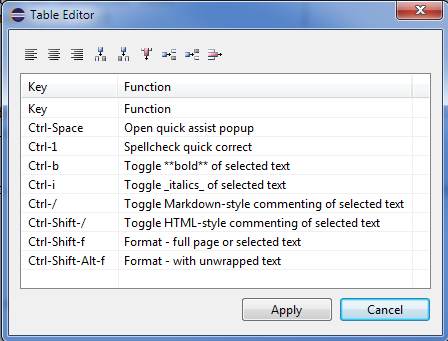 Table Editor
Key Function
Key Function
Ctrl-Space Open quick assist popup
Ctrl-1 Spellcheck quick correct
Ctrl-b Toggle **bold** of selected text
Ctrl-i Toggle _italics_ of selected text
Ctrl-/ Toggle Markdown-style commenting of selected text
Ctrl-Shift-/ Toggle HTML-style commenting of selected text
Ctrl-Shift-f Format - full page or selected text
Ctrl-Shift-Alt-f Format - with unwrapped text
Apply Cancel